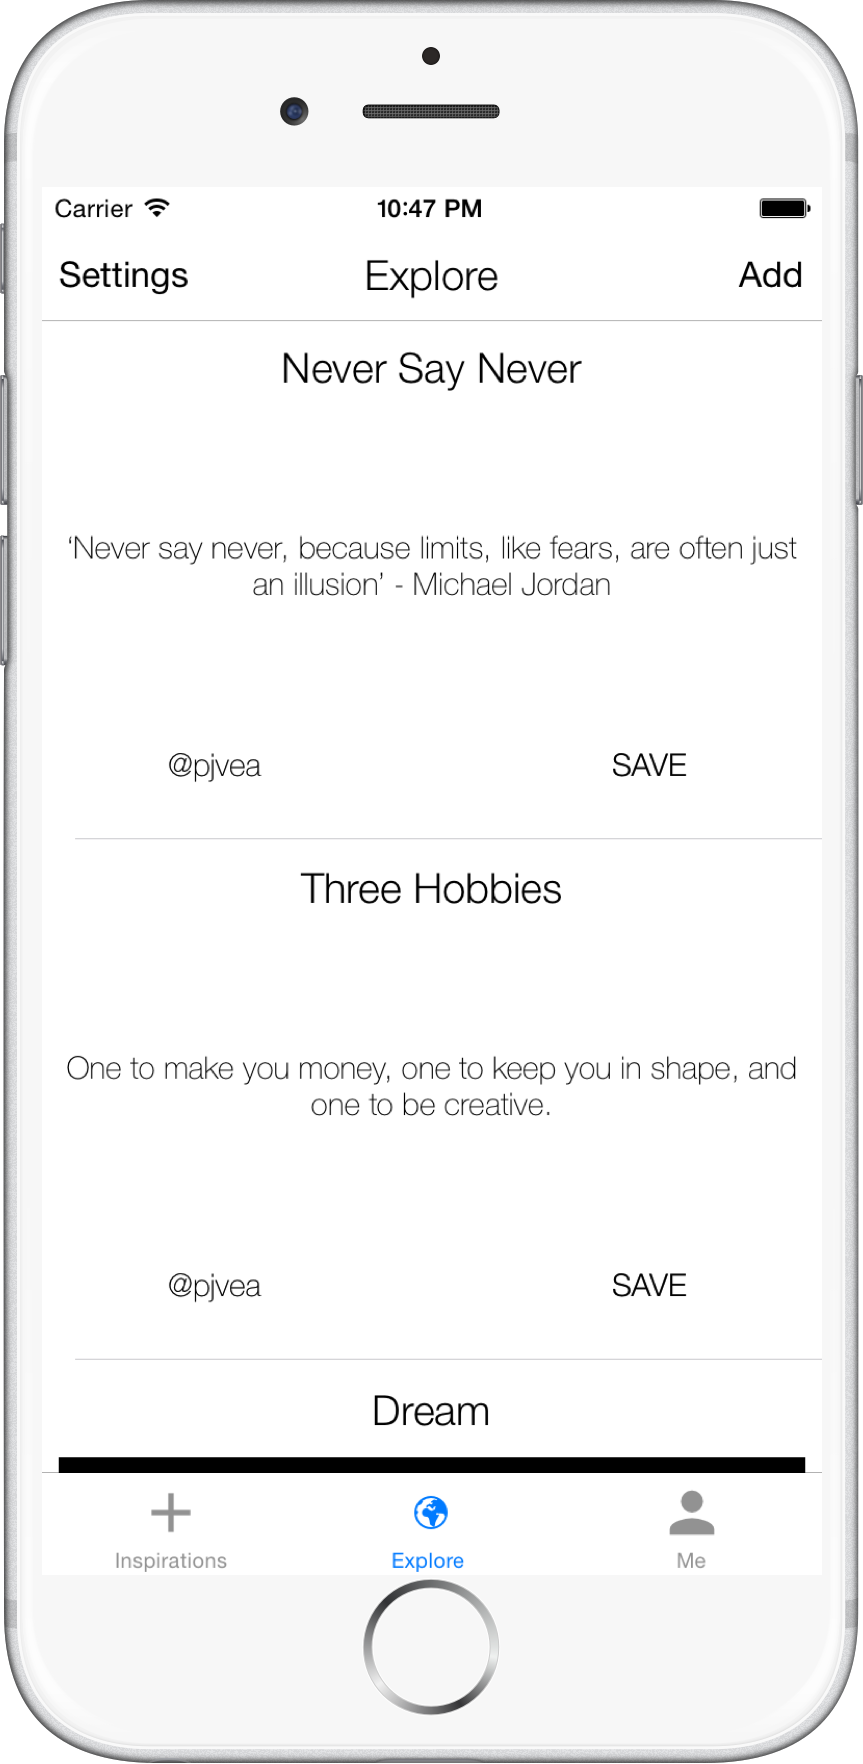 Carrier 10:47 PM
Settings Explore Add
Never Say Never
‘Never say never, because limits, like fears, are often just
an illusion’ - Michael Jordan
@pjvea SAVE
Three Hobbies
One to make you money, one to keep you in shape, and
one to be creative.
@pjvea SAVE
Dream
Inspirations Explore Me